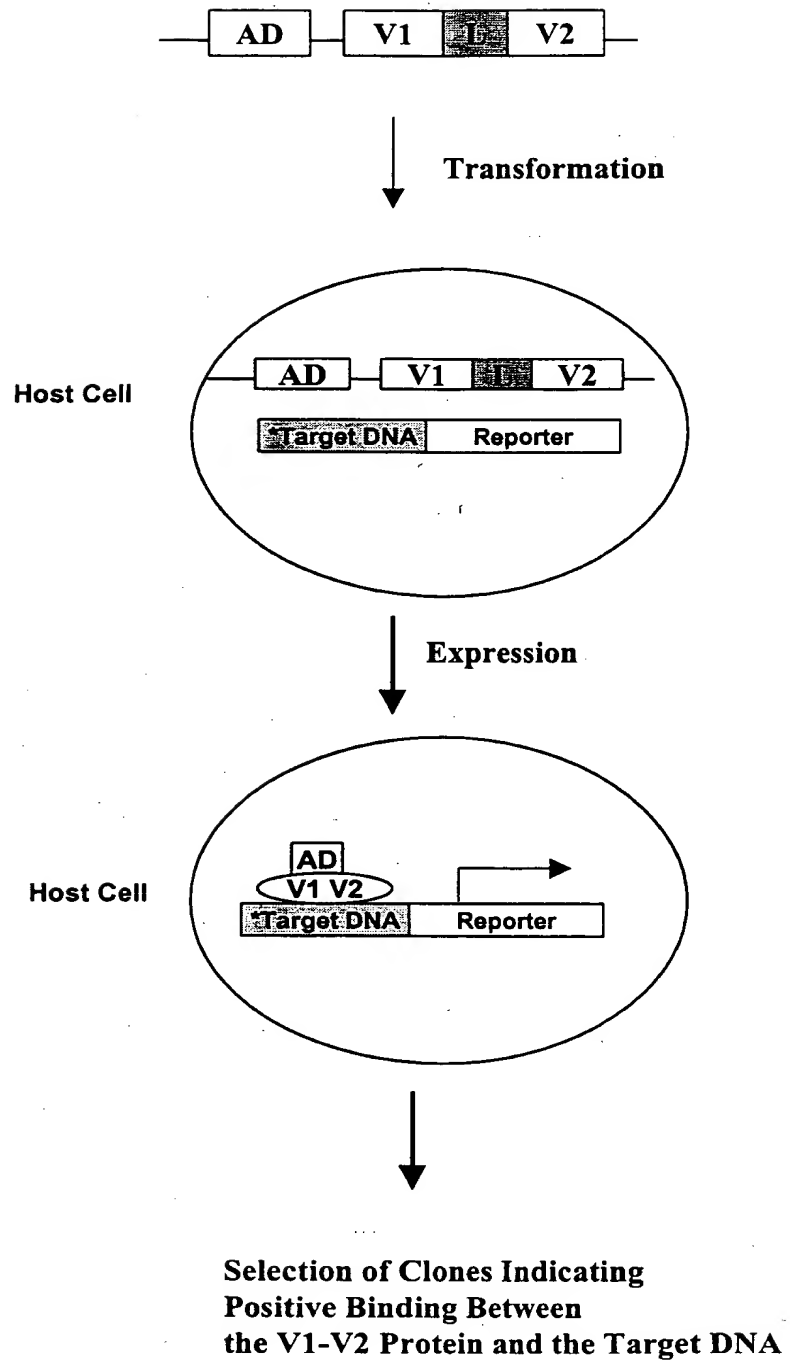 AD V1 L V2
Transformation
Host Cell
AD V1 L V2
*Target DNA Reporter
Expression
Host Cell
AD
V1 V2
*Target DNA Reporter
Selection of Clones Indicating
Positive Binding Between
the V1-V2 Protein and the Target DNA